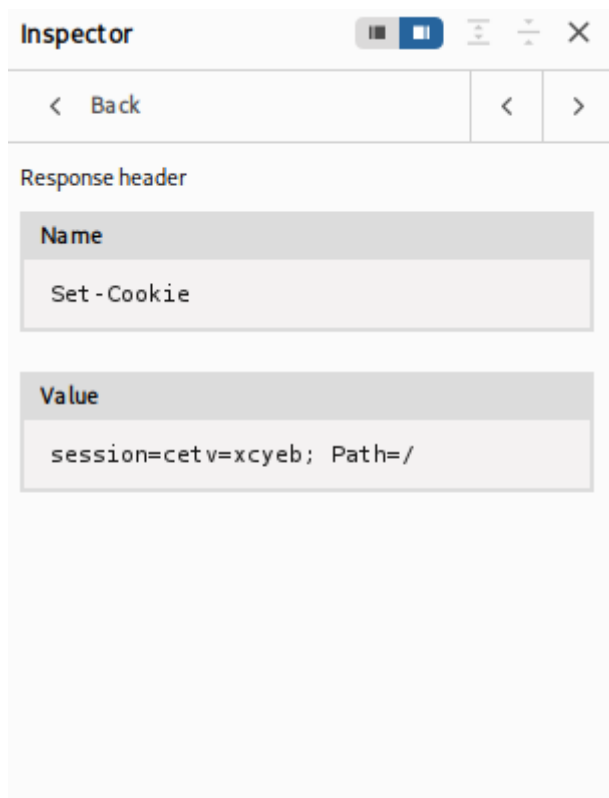 Inspector
Back
Response header
Name
Set-Cookie
Value
session=cetv=xcyeb; Path=/